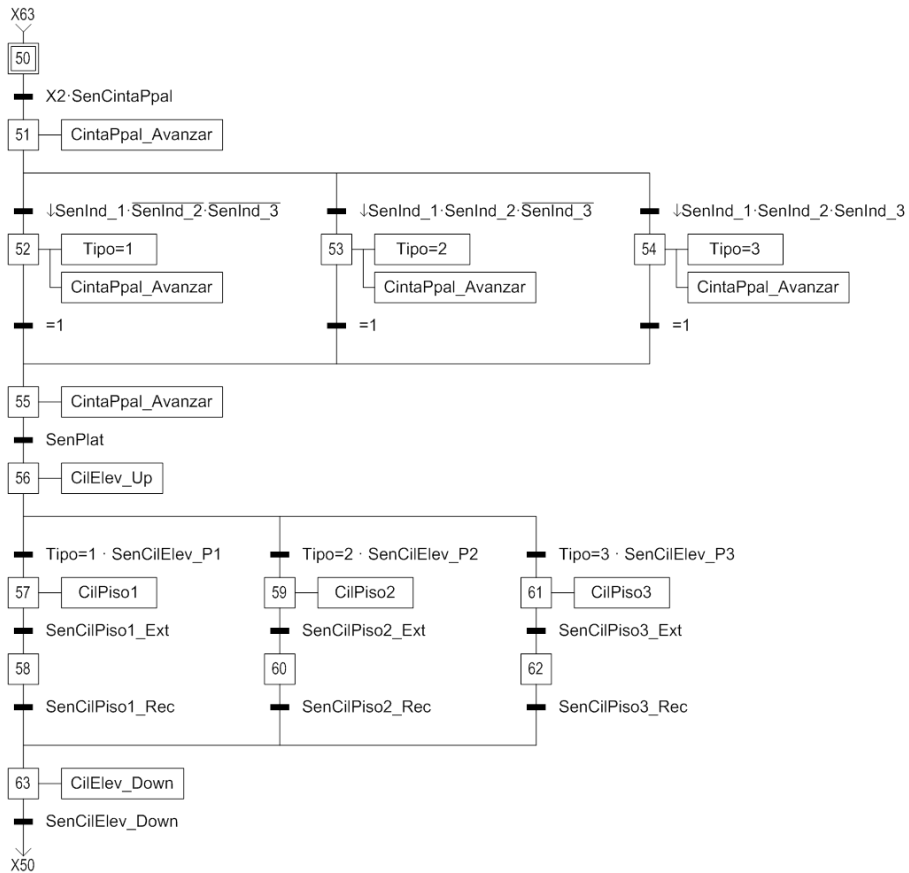 X63
50
X2·SenCintaPpal
51 CintaPpal_Avanzar
↓SenInd_1·S̅e̅n̅I̅n̅d̅_̅2̅·S̅e̅n̅I̅n̅d̅_̅3̅ ↓SenInd_1·SenInd_2·S̅e̅n̅I̅n̅d̅_̅3̅ ↓SenInd_1·SenInd_2·SenInd_3
52 Tipo=1 53 Tipo=2 54 Tipo=3
CintaPpal_Avanzar CintaPpal_Avanzar CintaPpal_Avanzar
=1 =1 =1
55 CintaPpal_Avanzar
SenPlat
56 CilElev_Up
Tipo=1 · SenCilElev_P1 Tipo=2 · SenCilElev_P2 Tipo=3 · SenCilElev_P3
57 CilPiso1 59 CilPiso2 61 CilPiso3
SenCilPiso1_Ext SenCilPiso2_Ext SenCilPiso3_Ext
58 60 62
SenCilPiso1_Rec SenCilPiso2_Rec SenCilPiso3_Rec
63 CilElev_Down
SenCilElev_Down
X50